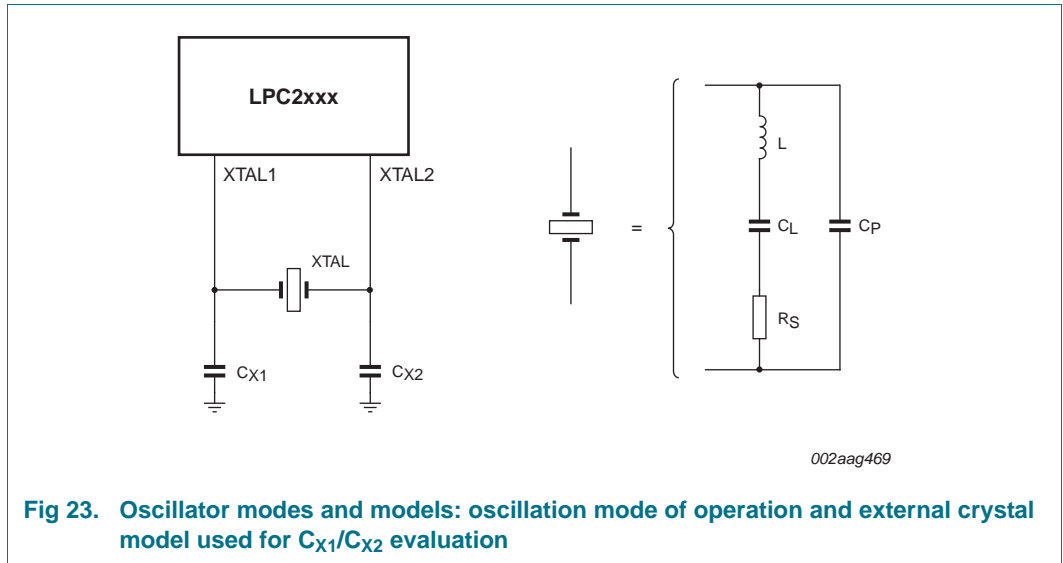 LPC2xxx
XTAL1
XTAL2
XTAL
CX1
CX2
=
L
CL
CP
RS
002aag469
Fig 23. Oscillator modes and models: oscillation mode of operation and external crystal
model used for CX1/CX2 evaluation